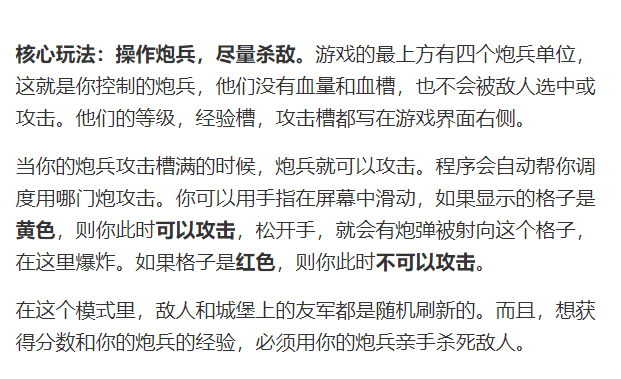 核心玩法：操作炮兵，尽量杀敌。游戏的最上方有四个炮兵单位，
这就是你控制的炮兵，他们没有血量和血槽，也不会被敌人选中或
攻击。他们的等级，经验槽，攻击槽都写在游戏界面右侧。
当你的炮兵攻击槽满的时候，炮兵就可以攻击。程序会自动帮你调
度用哪门炮攻击。你可以用手指在屏幕中滑动，如果显示的格子是
黄色，则你此时可以攻击，松开手，就会有炮弹被射向这个格子，
在这里爆炸。如果格子是红色，则你此时不可以攻击。
在这个模式里，敌人和城堡上的友军都是随机刷新的。而且，想获
得分数和你的炮兵的经验，必须用你的炮兵亲手杀死敌人。